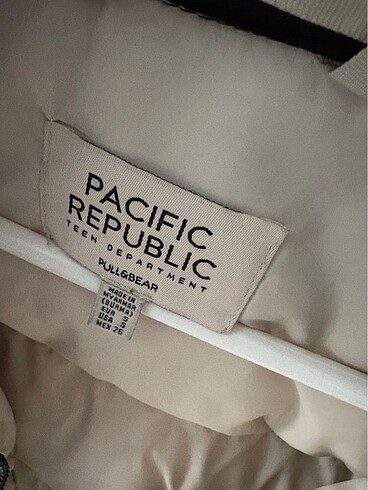 PACIFIC
REPUBLIC
TEEN DEPARTMENT
PULL&BEAR
MADE IN
MYANMAR
(BURMA)
EUR S
USA S
MEX 26